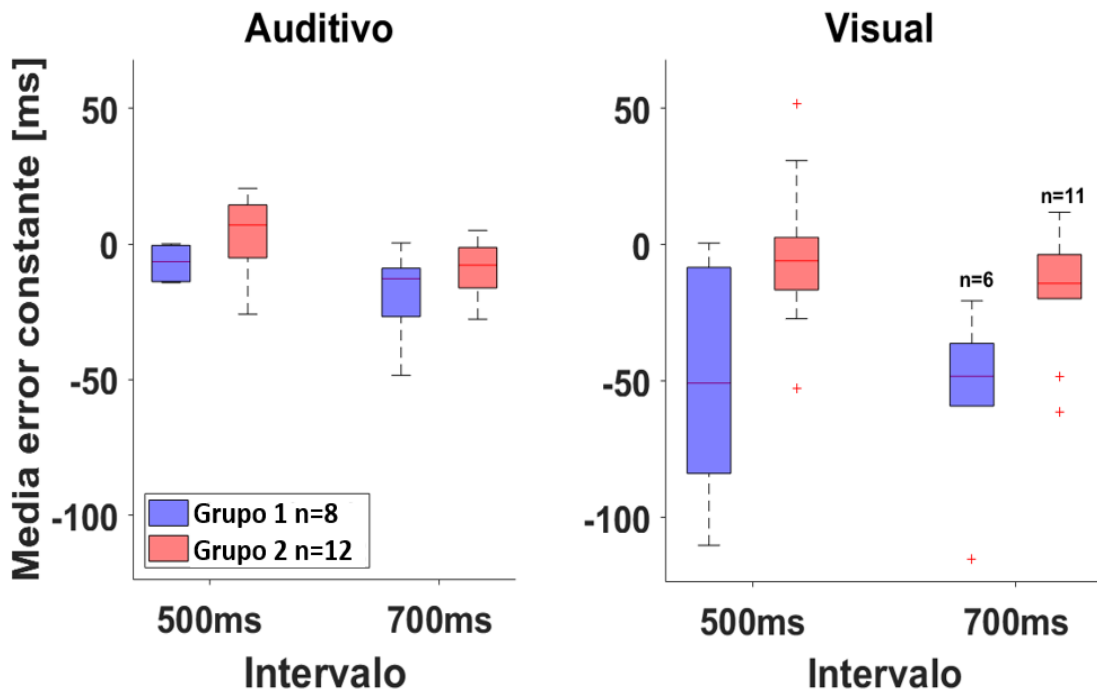 Auditivo
Media error constante [ms]
50
0
-50
-100
Grupo 1 n=8
Grupo 2 n=12
500ms
700ms
Intervalo
Visual
50
0
-50
-100
n=6
n=11
500ms
700ms
Intervalo